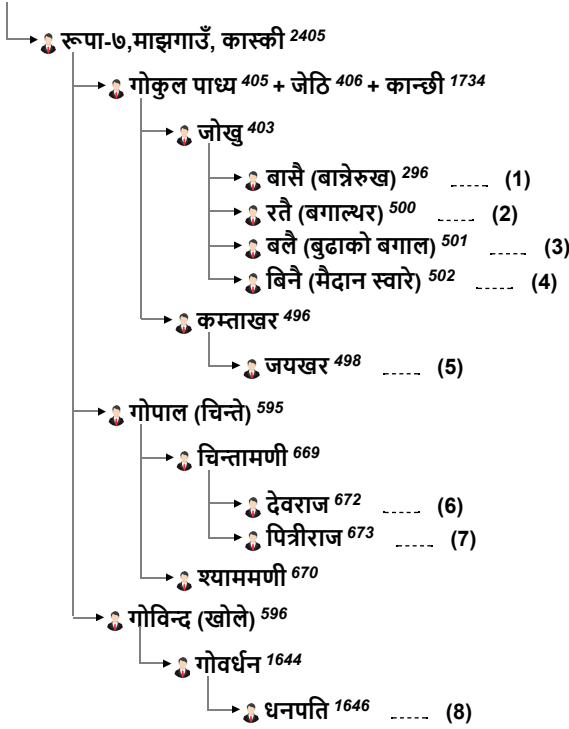 रूपा-७,माझगाउँ, कास्की 2405
गोकुल पाध्य 405 + जेठि 406 + कान्छी 1734
जोखु 403
बासै (बान्नेरुख) 296 ...... (1)
रतै (बगाल्थर) 500 ...... (2)
बलै (बुढाको बगाल) 501 ...... (3)
बिनै (मैदान स्वारे) 502 ...... (4)
कम्ताखर 496
जयखर 498 ...... (5)
गोपाल (चिन्ते) 595
चिन्तामणी 669
देवराज 672 ...... (6)
पित्रीराज 673 ...... (7)
श्याममणी 670
गोविन्द (खोले) 596
गोवर्धन 1644
धनपति 1646 ...... (8)